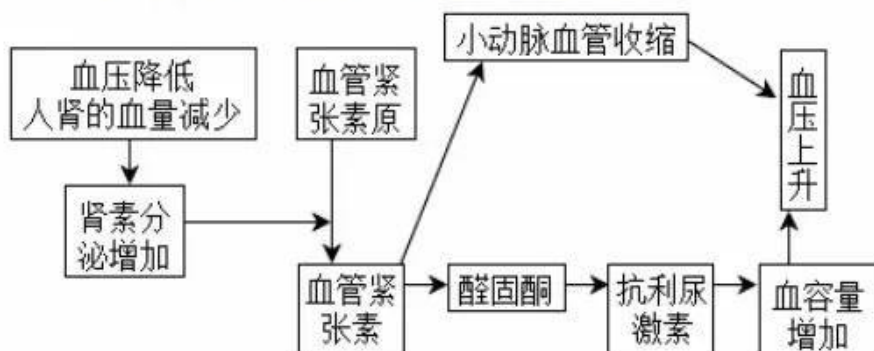 血压降低
人肾的血量减少
血管紧
张素原
小动脉血管收缩
血压上升
肾素分
泌增加
血管紧
张素
醛固酮
抗利尿
激素
血容量
增加